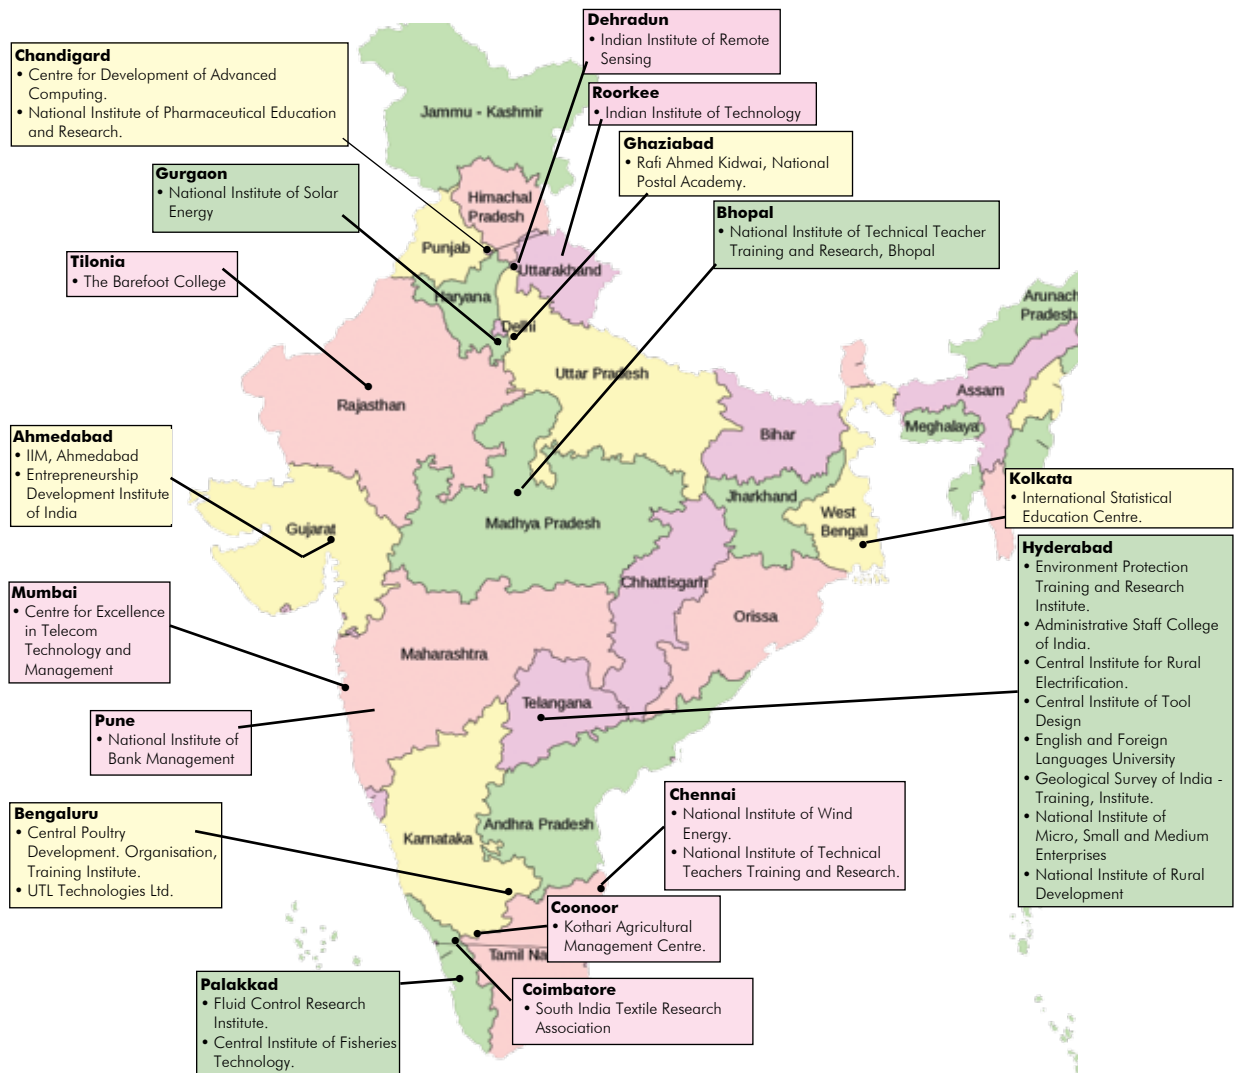 Dehradun
• Indian Institute of Remote
Sensing
Chandigard
• Centre for Development of Advanced
Computing.
• National Institute of Pharmaceutical Education
and Research.
Roorkee
• Indian Institute of Technology
Ghaziabad
• Rafi Ahmed Kidwai, National
Postal Academy.
Gurgaon
• National Institute of Solar
Energy
Bhopal
• National Institute of Technical Teacher
Training and Research, Bhopal
Tilonia
• The Barefoot College
Jammu - Kashmir
Himachal
Pradesh
Punjab
Uttarakhand
Haryana
Delhi
Arunach
Pradesh
Uttar Pradesh
Rajasthan
Assam
Meghalaya
Bihar
Ahmedabad
• IIM, Ahmedabad
• Entrepreneurship
Development Institute
of India
Gujarat
Madhya Pradesh
Jharkhand
West
Bengal
Kolkata
• International Statistical
Education Centre.
Chhattisgarh
Orissa
Hyderabad
• Environment Protection
Training and Research
Institute.
• Administrative Staff College
of India.
• Central Institute for Rural
Electrification.
• Central Institute of Tool
Design
• English and Foreign
Languages University
• Geological Survey of India -
Training, Institute.
• National Institute of
Micro, Small and Medium
Enterprises
• National Institute of Rural
Development
Mumbai
• Centre for Excellence
in Telecom
Technology and
Management
Maharashtra
Telangana
Pune
• National Institute of
Bank Management
Bengaluru
• Central Poultry
Development. Organisation,
Training Institute.
• UTL Technologies Ltd.
Karnataka
Andhra Pradesh
Chennai
• National Institute of Wind
Energy.
• National Institute of Technical
Teachers Training and Research.
Coonoor
• Kothari Agricultural
Management Centre.
Tamil Na
Palakkad
• Fluid Control Research
Institute.
• Central Institute of Fisheries
Technology.
Coimbatore
• South India Textile Research
Association